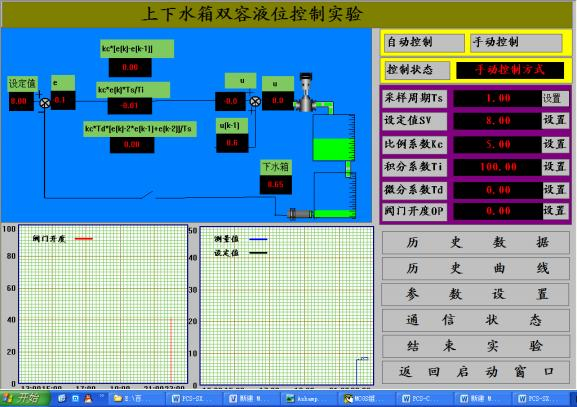 上下水箱双容液位控制实验
kc*[e[k]-e[k-1]]
0.00
设定值
e
8.00
-0.1
kc*e[k]*Ts/Ti
-0.01
u
-0.0
u
-0.0
kc*Td*[e[k]-2*e[k-1]+e[k-2]]/Ts
0.00
u[k-1]
0.6
下水箱
8.65
自动控制
手动控制
控制状态
手动控制方式
采样周期Ts
1.00
设置
设定值SV
8.00
设置
比例系数Kc
5.00
设置
积分系数Ti
100.00
设置
微分系数Td
0.00
设置
阀门开度OP
0.00
设置
历 史 数 据
历 史 曲 线
参 数 设 置
通 信 状 态
结 束 实 验
返 回 启 动 窗 口
阀门开度
100
80
60
40
20
0
测量值
设定值
50
40
30
20
10
0
开始
E:\百...
PCS-SX...
新建 M...
MCGS组...
PCS-C...
新建 M...
PCS-SX...